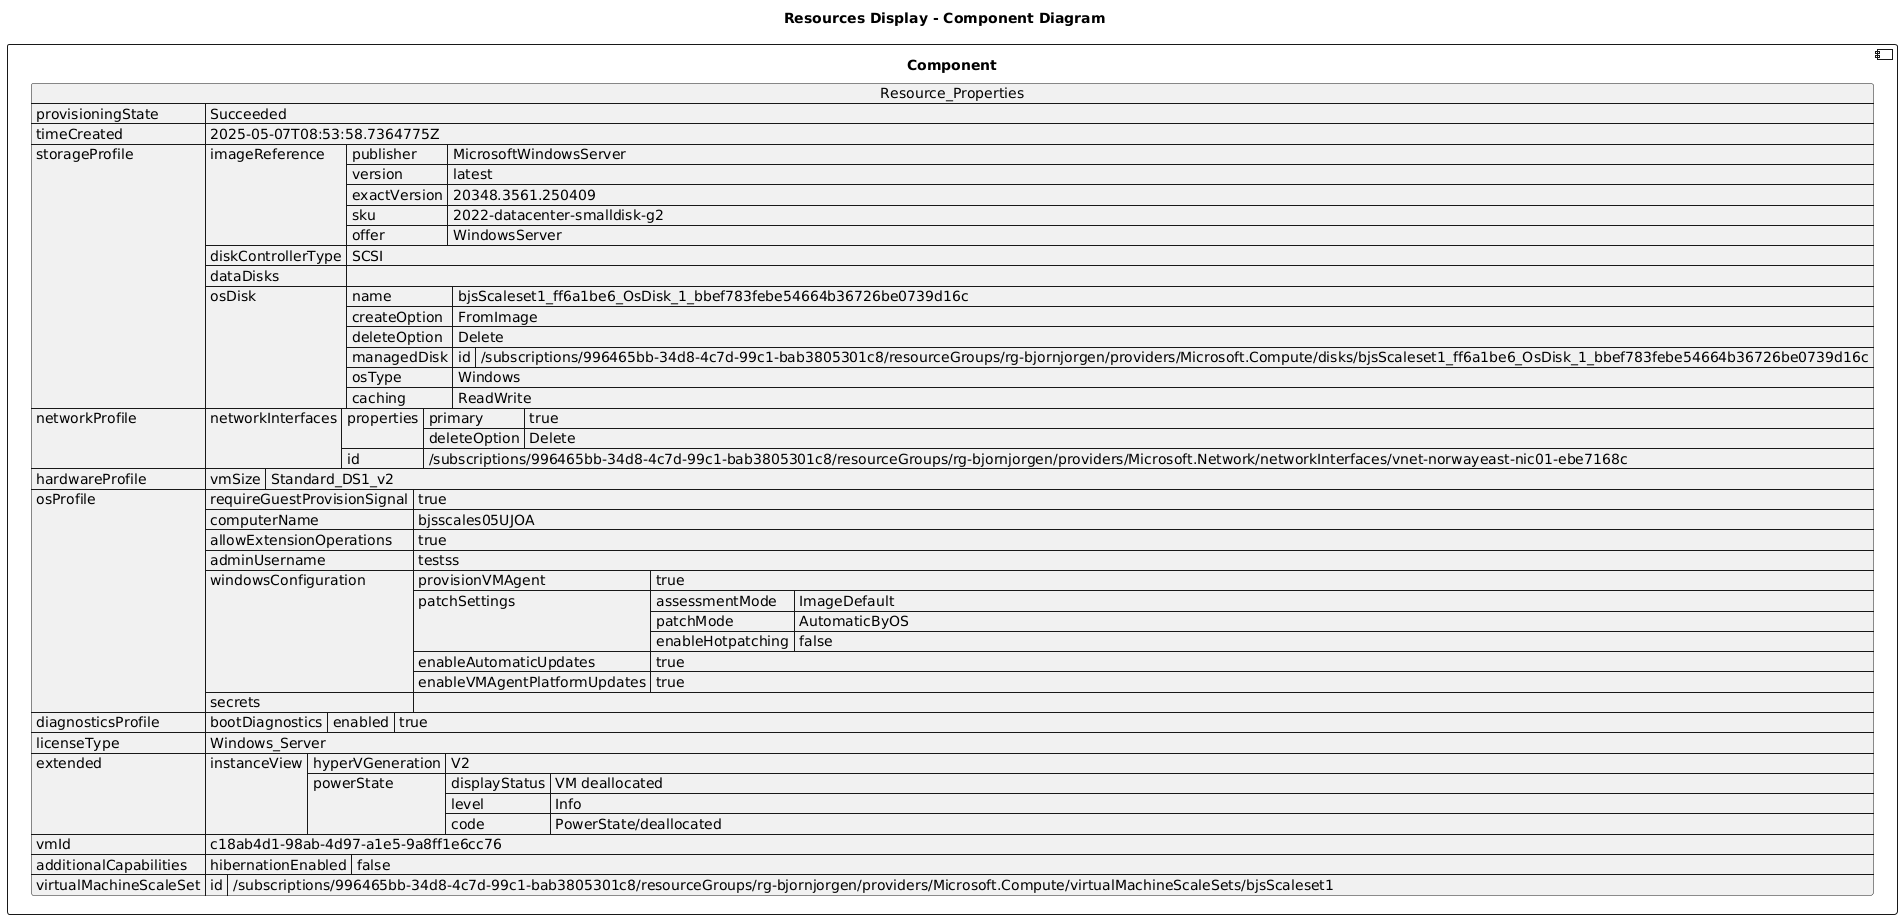 Resources Display - Component Diagram
Component
Resource_Properties
provisioningState Succeeded
timeCreated 2025-05-07T08:53:58.7364775Z
storageProfile imageReference publisher MicrosoftWindowsServer
version latest
exactVersion 20348.3561.250409
sku 2022-datacenter-smalldisk-g2
offer WindowsServer
diskControllerType SCSI
dataDisks
osDisk name bjsScaleset1_ff6a1be6_OsDisk_1_bbef783febe54664b36726be0739d16c
createOption FromImage
deleteOption Delete
managedDisk id /subscriptions/996465bb-34d8-4c7d-99c1-bab3805301c8/resourceGroups/rg-bjornjorgen/providers/Microsoft.Compute/disks/bjsScaleset1_ff6a1be6_OsDisk_1_bbef783febe54664b36726be0739d16c
osType Windows
caching ReadWrite
networkProfile networkInterfaces properties primary true
deleteOption Delete
id /subscriptions/996465bb-34d8-4c7d-99c1-bab3805301c8/resourceGroups/rg-bjornjorgen/providers/Microsoft.Network/networkInterfaces/vnet-norwayeast-nic01-ebe7168c
hardwareProfile vmSize Standard_DS1_v2
osProfile requireGuestProvisionSignal true
computerName bjsscales05UJOA
allowExtensionOperations true
adminUsername testss
windowsConfiguration provisionVMAgent true
patchSettings assessmentMode ImageDefault
patchMode AutomaticByOS
enableHotpatching false
enableAutomaticUpdates true
enableVMAgentPlatformUpdates true
secrets
diagnosticsProfile bootDiagnostics enabled true
licenseType Windows_Server
extended instanceView hyperVGeneration V2
powerState displayStatus VM deallocated
level Info
code PowerState/deallocated
vmId c18ab4d1-98ab-4d97-a1e5-9a8ff1e6cc76
additionalCapabilities hibernationEnabled false
virtualMachineScaleSet id /subscriptions/996465bb-34d8-4c7d-99c1-bab3805301c8/resourceGroups/rg-bjornjorgen/providers/Microsoft.Compute/virtualMachineScaleSets/bjsScaleset1